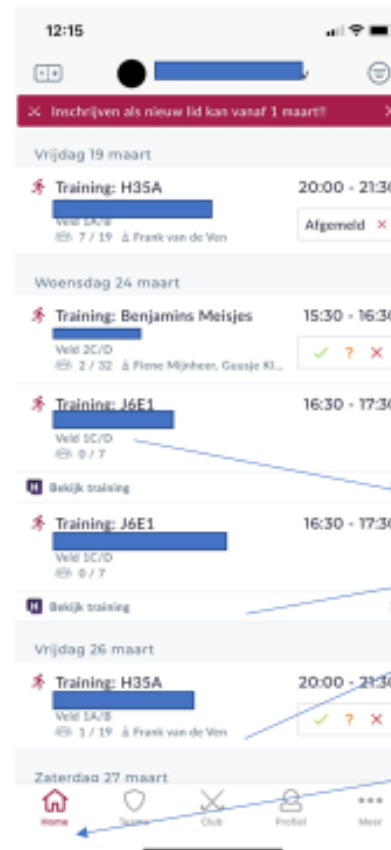 12:15
Inschrijven als nieuw lid kan vanaf 1 maart!!
Vrijdag 19 maart
Training: H35A 20:00 - 21:30
Veld 1A/B
7 / 19 Frank van de Ven
Afgemeld
Woensdag 24 maart
Training: Benjamins Meisjes 15:30 - 16:30
Veld 2C/D
2 / 32 Fiene Mijnheer, Guusje Kl...
Training: J6E1 16:30 - 17:30
Veld 1C/D
0 / 7
Bekijk training
Training: J6E1 16:30 - 17:30
Veld 1C/D
0 / 7
Bekijk training
Vrijdag 26 maart
Training: H35A 20:00 - 21:30
Veld 1A/B
1 / 19 Frank van de Ven
Zaterdag 27 maart
Home Teams Club Profiel Meer